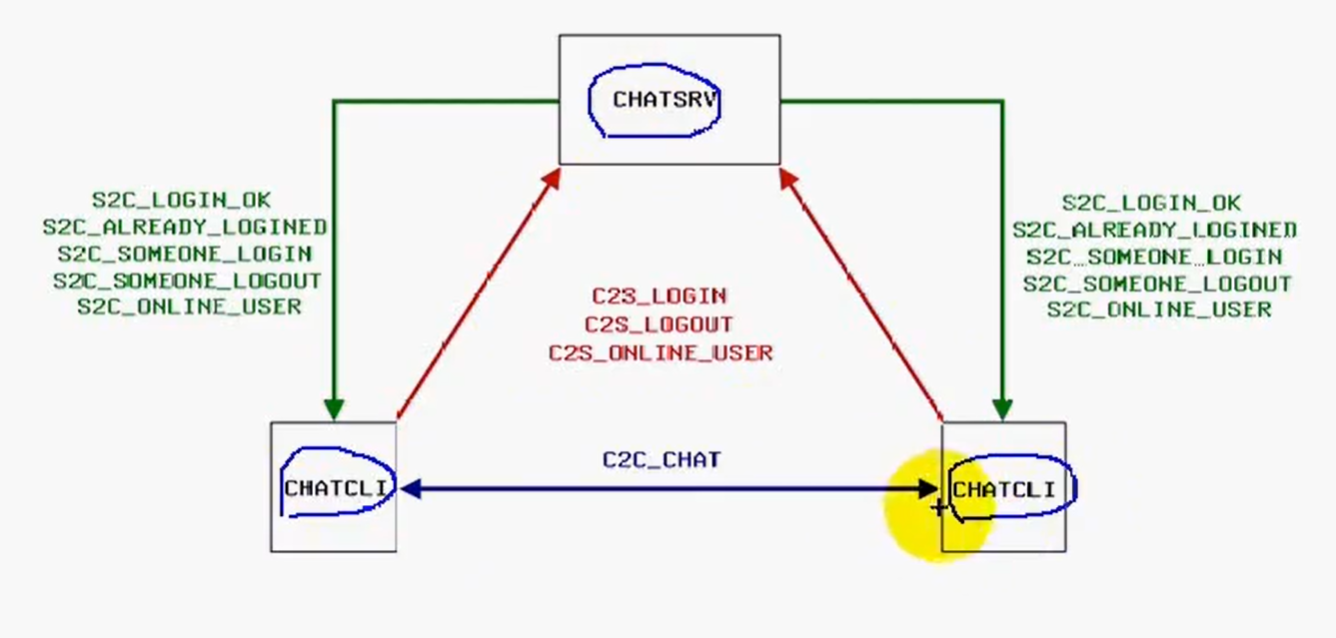 CHATSRV
S2C_LOGIN_OK
S2C_ALREADY_LOGINED
S2C_SOMEONE_LOGIN
S2C_SOMEONE_LOGOUT
S2C_ONLINE_USER
C2S_LOGIN
C2S_LOGOUT
C2S_ONLINE_USER
S2C_LOGIN_OK
S2C_ALREADY_LOGINED
S2C_SOMEONE_LOGIN
S2C_SOMEONE_LOGOUT
S2C_ONLINE_USER
CHATCLI
C2C_CHAT
CHATCLI